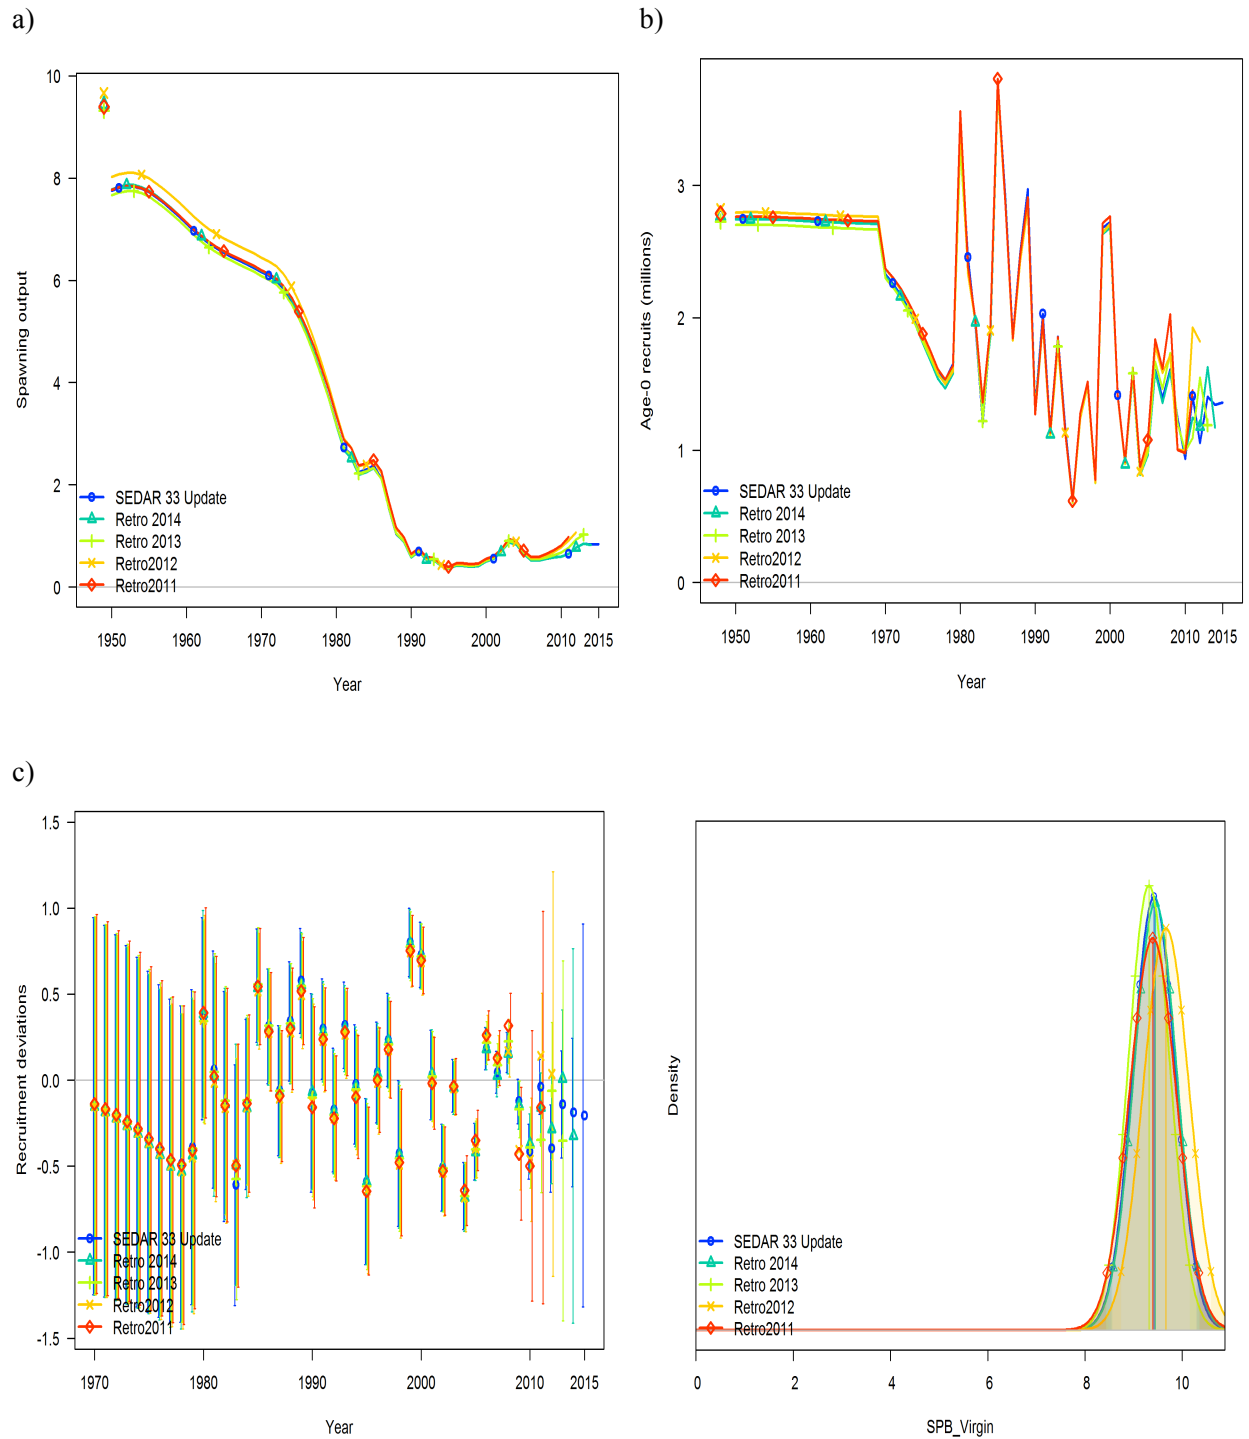 a)
Spawning output
10
8
6
4
2
0
SEDAR 33 Update
Retro 2014
Retro 2013
Retro2012
Retro2011
1950 1960 1970 1980 1990 2000 2010 2015
Year
b)
Age-0 recruits (millions)
3
2
1
0
SEDAR 33 Update
Retro 2014
Retro 2013
Retro2012
Retro2011
1950 1960 1970 1980 1990 2000 2010 2015
Year
c)
Recruitment deviations
1.5
1.0
0.5
0.0
-0.5
-1.0
-1.5
SEDAR 33 Update
Retro 2014
Retro 2013
Retro2012
Retro2011
1970 1980 1990 2000 2010 2015
Year
Density
SEDAR 33 Update
Retro 2014
Retro 2013
Retro2012
Retro2011
0 2 4 6 8 10
SPB_Virgin